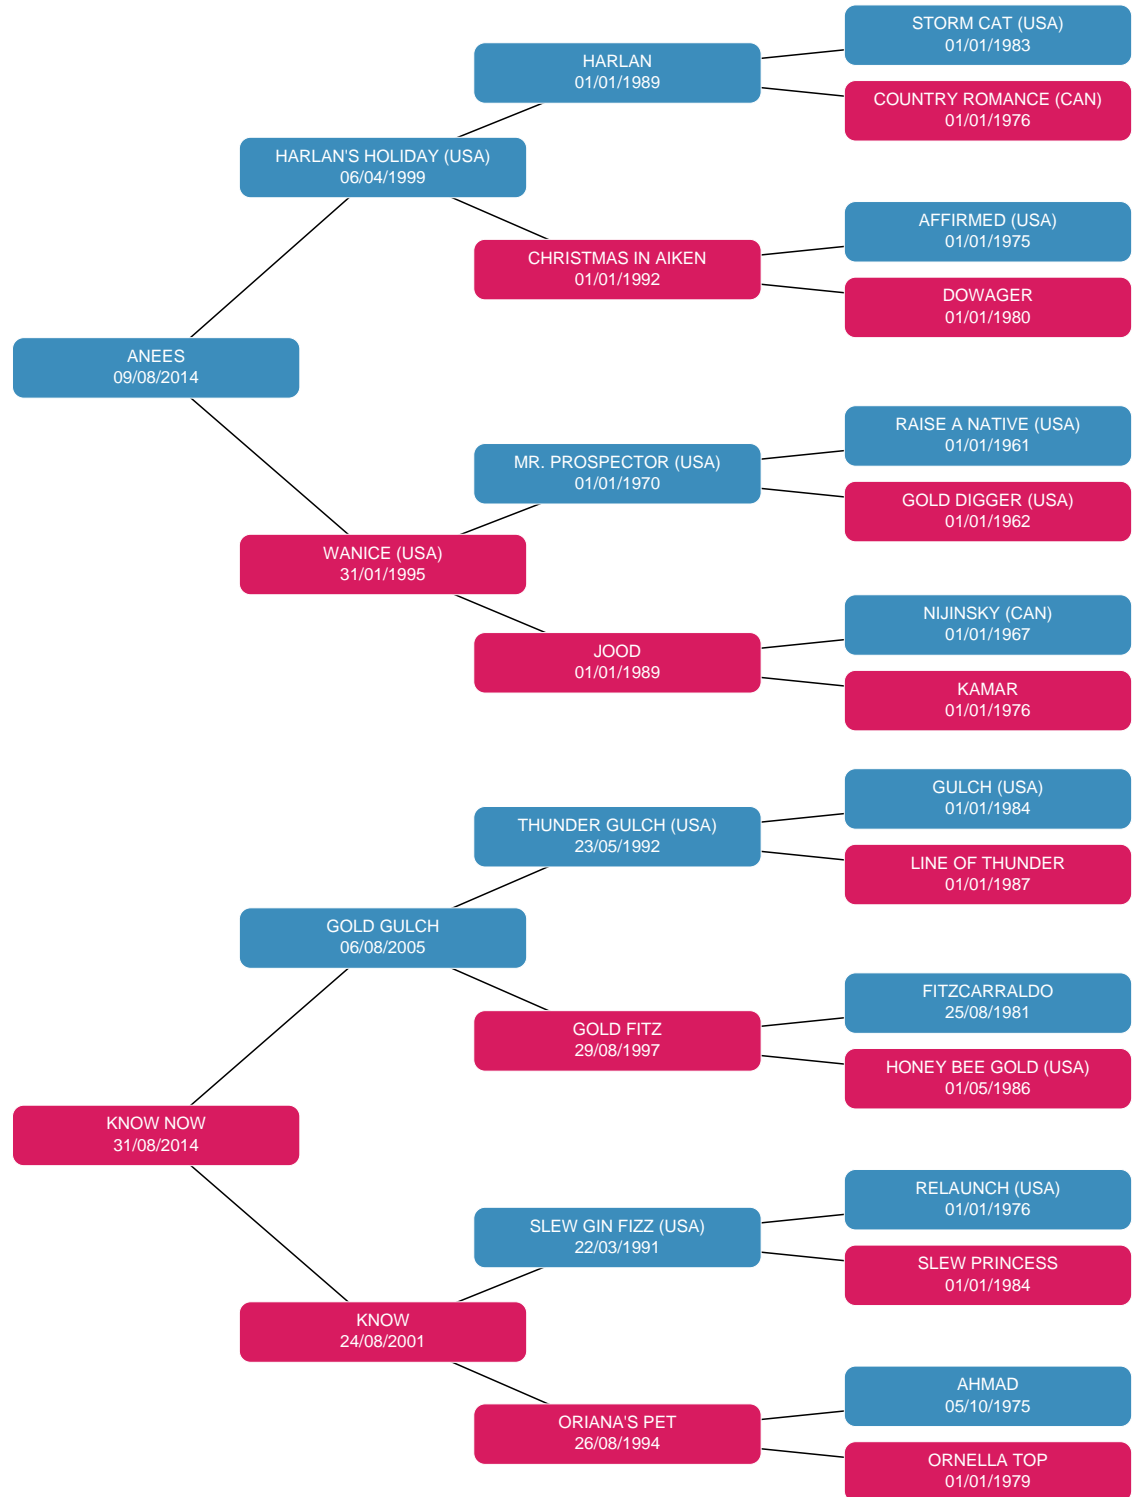 STORM CAT (USA)
01/01/1983
HARLAN
01/01/1989
COUNTRY ROMANCE (CAN)
01/01/1976
HARLAN'S HOLIDAY (USA)
06/04/1999
AFFIRMED (USA)
01/01/1975
CHRISTMAS IN AIKEN
01/01/1992
DOWAGER
01/01/1980
ANEES
09/08/2014
RAISE A NATIVE (USA)
01/01/1961
MR. PROSPECTOR (USA)
01/01/1970
GOLD DIGGER (USA)
01/01/1962
WANICE (USA)
31/01/1995
NIJINSKY (CAN)
01/01/1967
JOOD
01/01/1989
KAMAR
01/01/1976
GULCH (USA)
01/01/1984
THUNDER GULCH (USA)
23/05/1992
LINE OF THUNDER
01/01/1987
GOLD GULCH
06/08/2005
FITZCARRALDO
25/08/1981
GOLD FITZ
29/08/1997
HONEY BEE GOLD (USA)
01/05/1986
KNOW NOW
31/08/2014
RELAUNCH (USA)
01/01/1976
SLEW GIN FIZZ (USA)
22/03/1991
SLEW PRINCESS
01/01/1984
KNOW
24/08/2001
AHMAD
05/10/1975
ORIANA'S PET
26/08/1994
ORNELLA TOP
01/01/1979